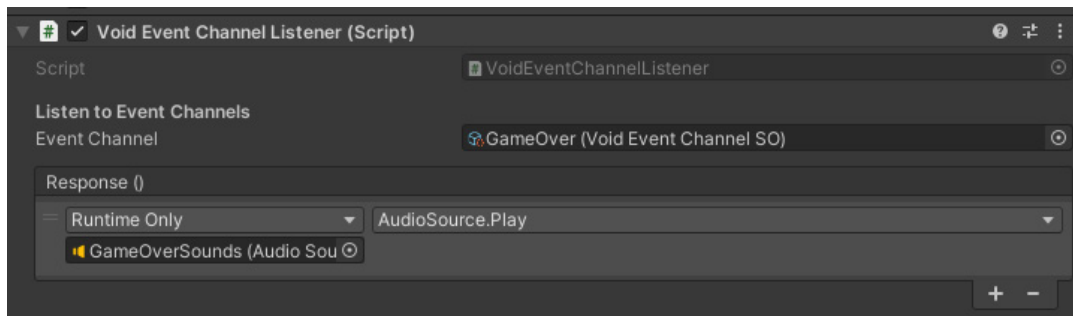 Void Event Channel Listener (Script)
Script # VoidEventChannelListener
Listen to Event Channels
Event Channel GameOver (Void Event Channel SO)
Response ()
Runtime Only AudioSource.Play
GameOverSounds (Audio Sou
+ −